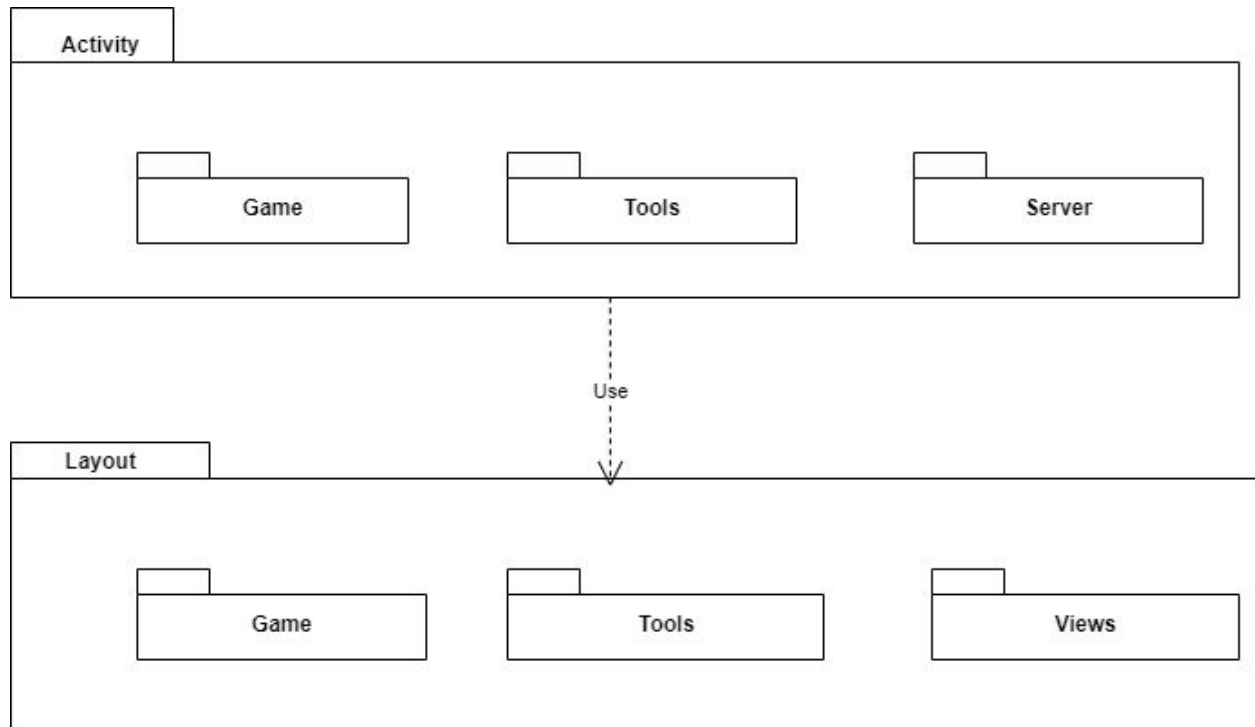 Activity
Game
Tools
Server
Use
Layout
Game
Tools
Views